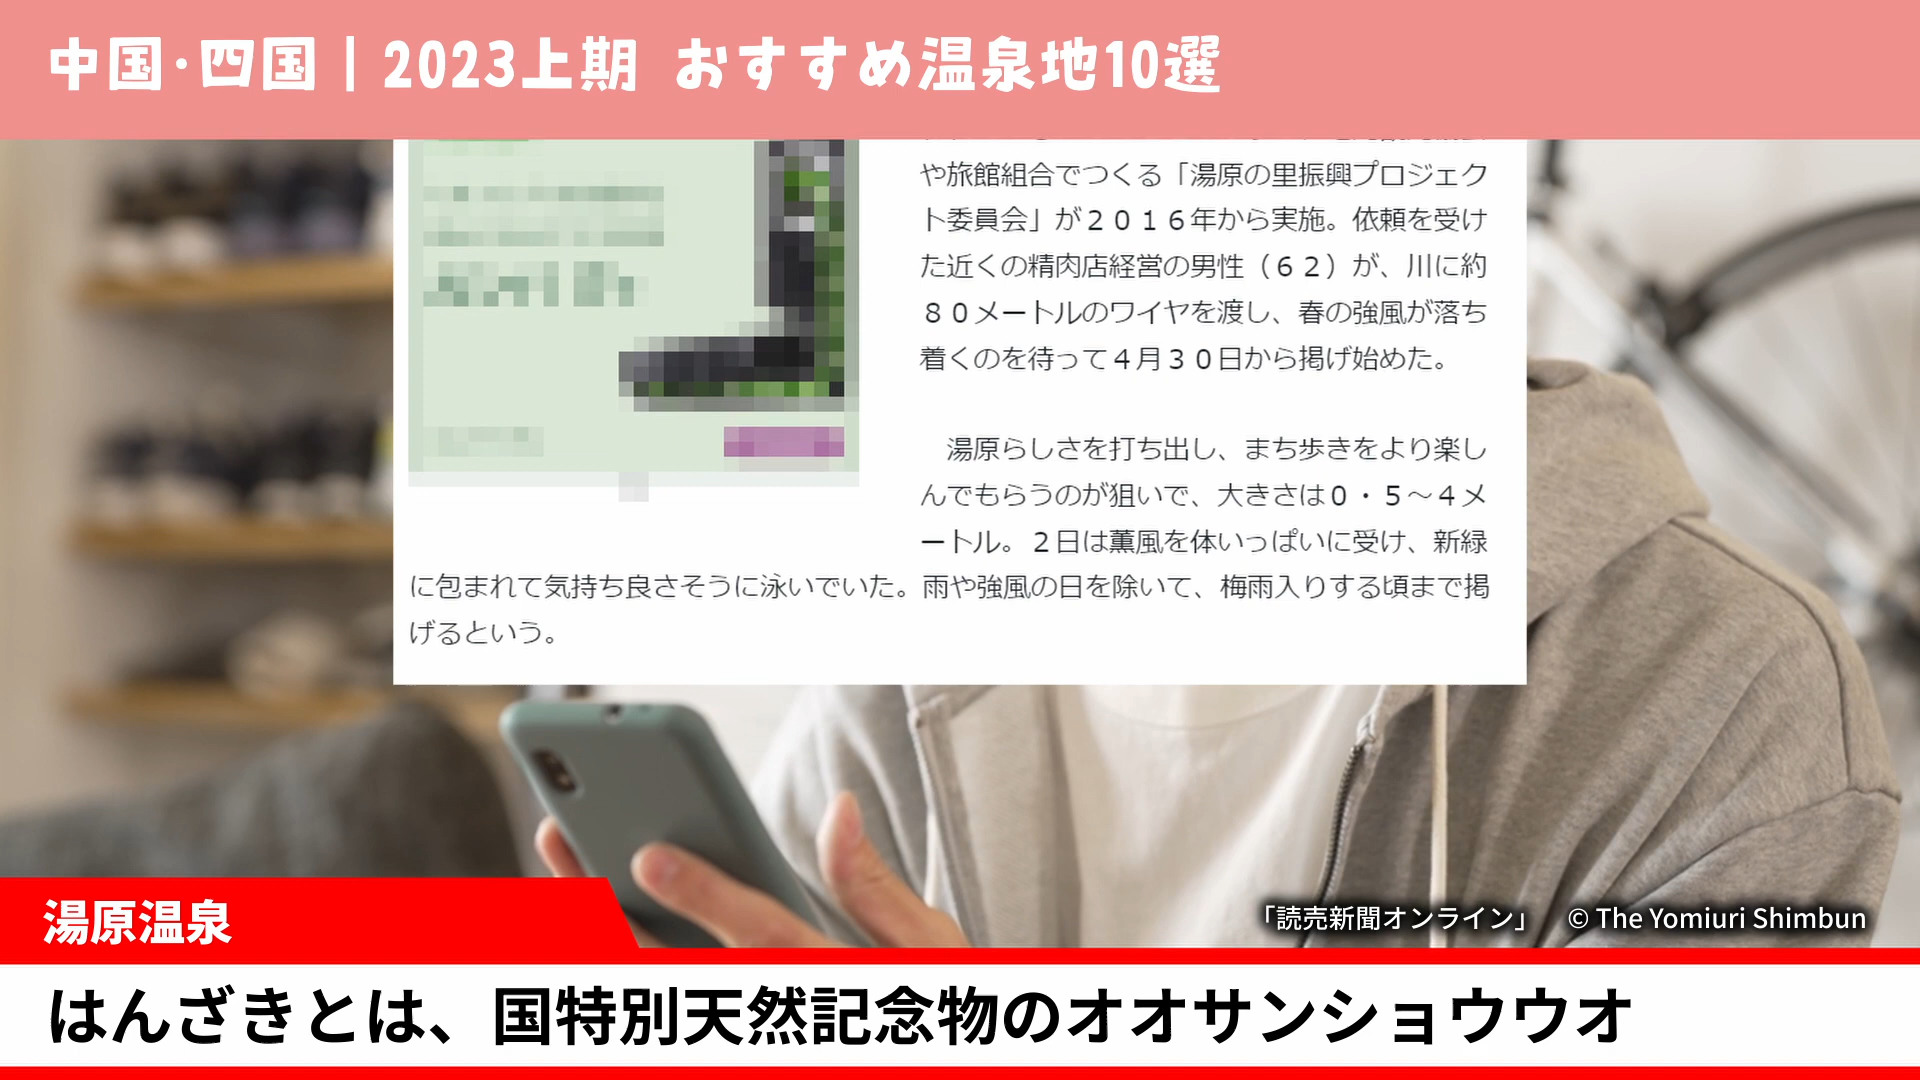 中国·四国｜2023上期 おすすめ温泉地10選
や旅館組合でつくる「湯原の里振興プロジェク
ト委員会」が２０１６年から実施。依頼を受け
た近くの精肉店経営の男性（６２）が、川に約
８０メートルのワイヤを渡し、春の強風が落ち
着くのを待って４月３０日から掲げ始めた。
湯原らしさを打ち出し、まち歩きをより楽し
んでもらうのが狙いで、大きさは０・５～４メ
ートル。２日は薫風を体いっぱいに受け、新緑
に包まれて気持ち良さそうに泳いでいた。雨や強風の日を除いて、梅雨入りする頃まで掲
げるという。
湯原温泉
「読売新聞オンライン」 © The Yomiuri Shimbun
はんざきとは、国特別天然記念物のオオサンショウウオ